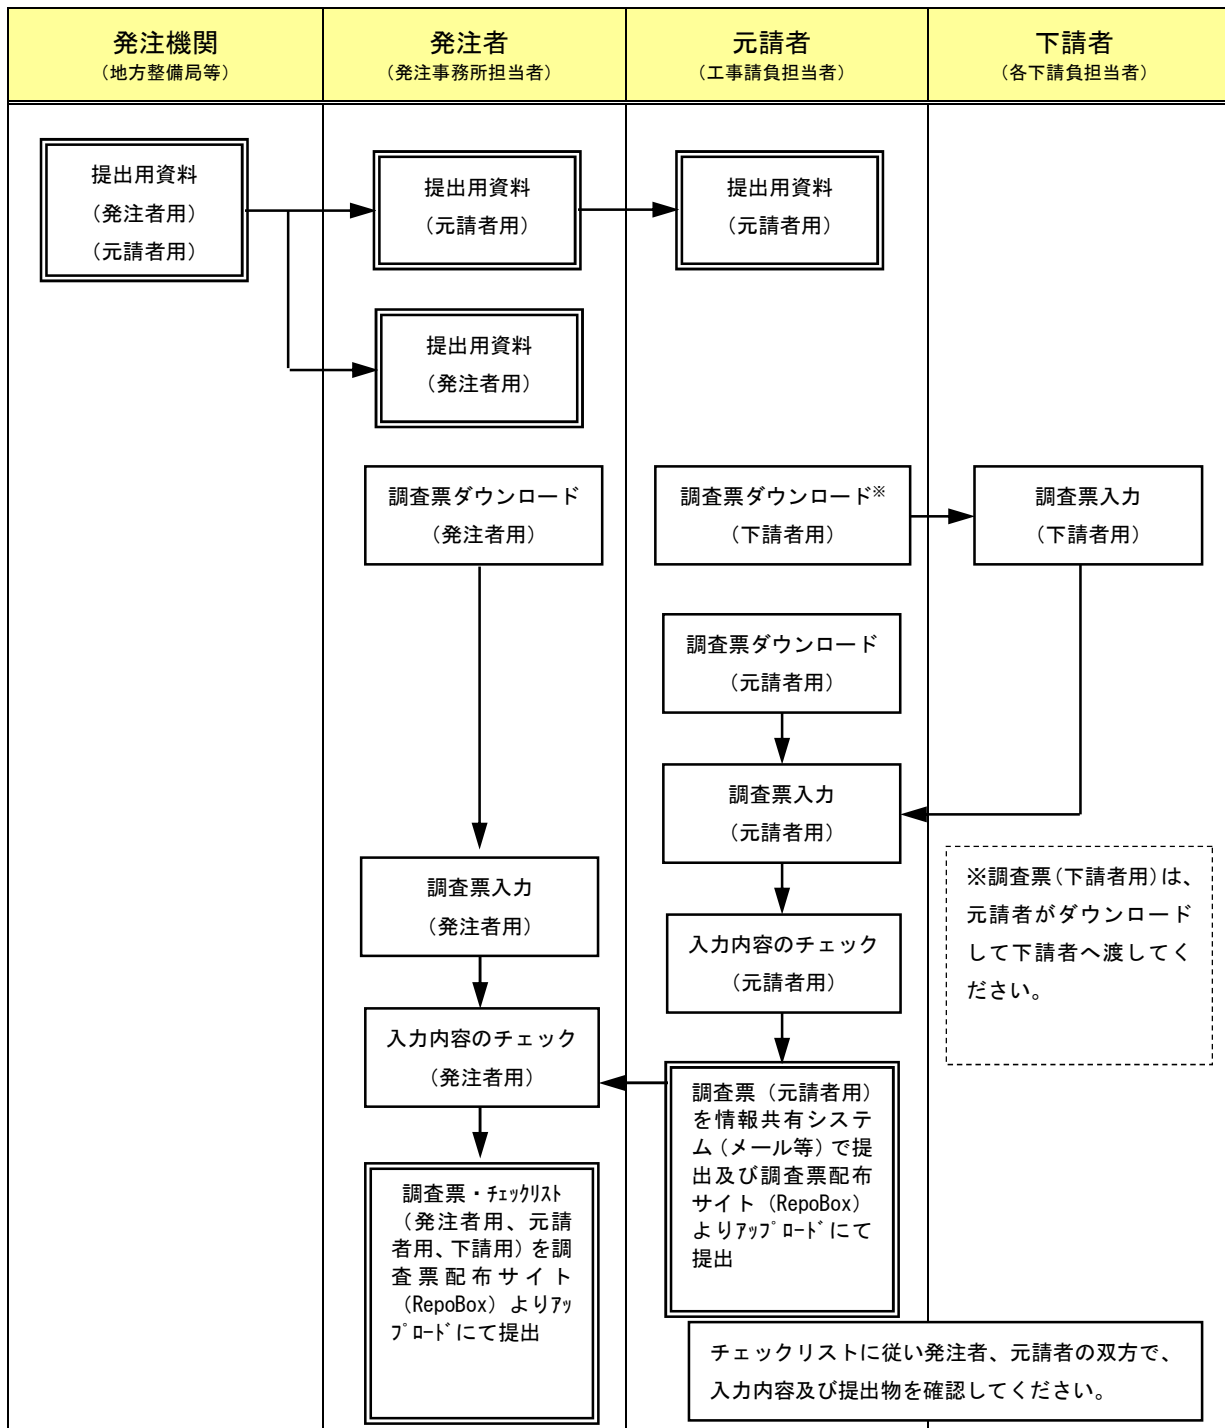 発注機関
（地方整備局等）
発注者
（発注事務所担当者）
元請者
（工事請負担当者）
下請者
（各下請負担当者）
提出用資料
（発注者用）
（元請者用）
提出用資料
（元請者用）
提出用資料
（元請者用）
提出用資料
（発注者用）
調査票ダウンロード
（発注者用）
調査票ダウンロード※
（下請者用）
調査票入力
（下請者用）
調査票ダウンロード
（元請者用）
調査票入力
（元請者用）
調査票入力
（発注者用）
入力内容のチェック
（元請者用）
※調査票（下請者用）は、
元請者がダウンロード
して下請者へ渡してく
ださい。
入力内容のチェック
（発注者用）
調査票（元請者用）
を情報共有システ
ム（メール等）で提
出及び調査票配布
サイト（RepoBox）
よりｱｯﾌﾟﾛｰﾄﾞにて
提出
調査票・ﾁｪｯｸﾘｽﾄ
（発注者用、元請
者用、下請用）を調
査票配布サイト
（RepoBox）よりｱｯ
ﾌﾟﾛｰﾄﾞにて提出
チェックリストに従い発注者、元請者の双方で、
入力内容及び提出物を確認してください。